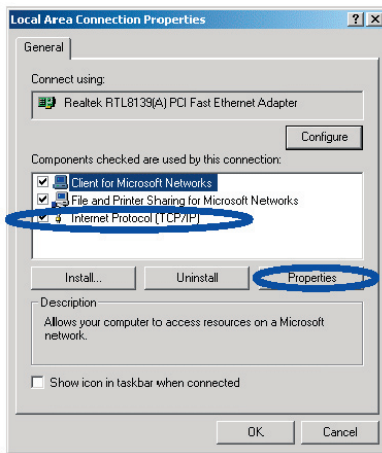 Local Area Connection Properties
General
Connect using:
Realtek RTL8139(A) PCI Fast Ethernet Adapter
Configure
Components checked are used by this connection:
Client for Microsoft Networks
File and Printer Sharing for Microsoft Networks
Internet Protocol (TCP/IP)
Install... Uninstall Properties
Description
Allows your computer to access resources on a Microsoft
network.
Show icon in taskbar when connected
OK Cancel